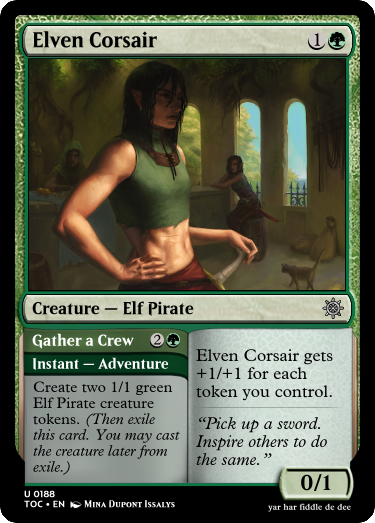 Elven Corsair 1
Creature — Elf Pirate
Gather a Crew 2
Instant — Adventure
Create two 1/1 green
Elf Pirate creature
tokens. (Then exile
this card. You may cast
the creature later from
exile.)
Elven Corsair gets
+1/+1 for each
token you control.
“Pick up a sword.
Inspire others to do
the same.”
0/1
U 0188
TOC • EN Mina Dupont Issalys
yar har fiddle de dee